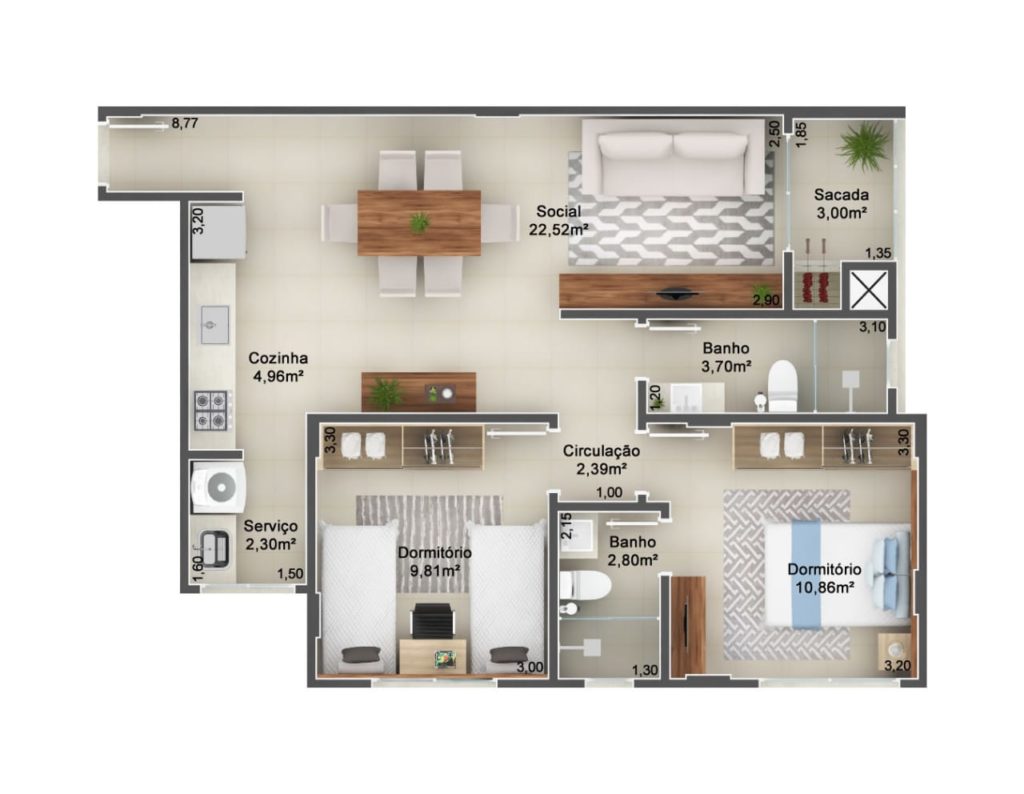 8,77
2,50
1,85
Sacada
3,00m²
3,20
Social
22,52m²
1,35
2,90
3,10
Banho
3,70m²
Cozinha
4,96m²
1,20
3,30
Circulação
2,39m²
3,30
1,00
2,15
Serviço
2,30m²
Banho
2,80m²
Dormitório
9,81m²
Dormitório
10,86m²
1,60
1,50
3,00
1,30
3,20